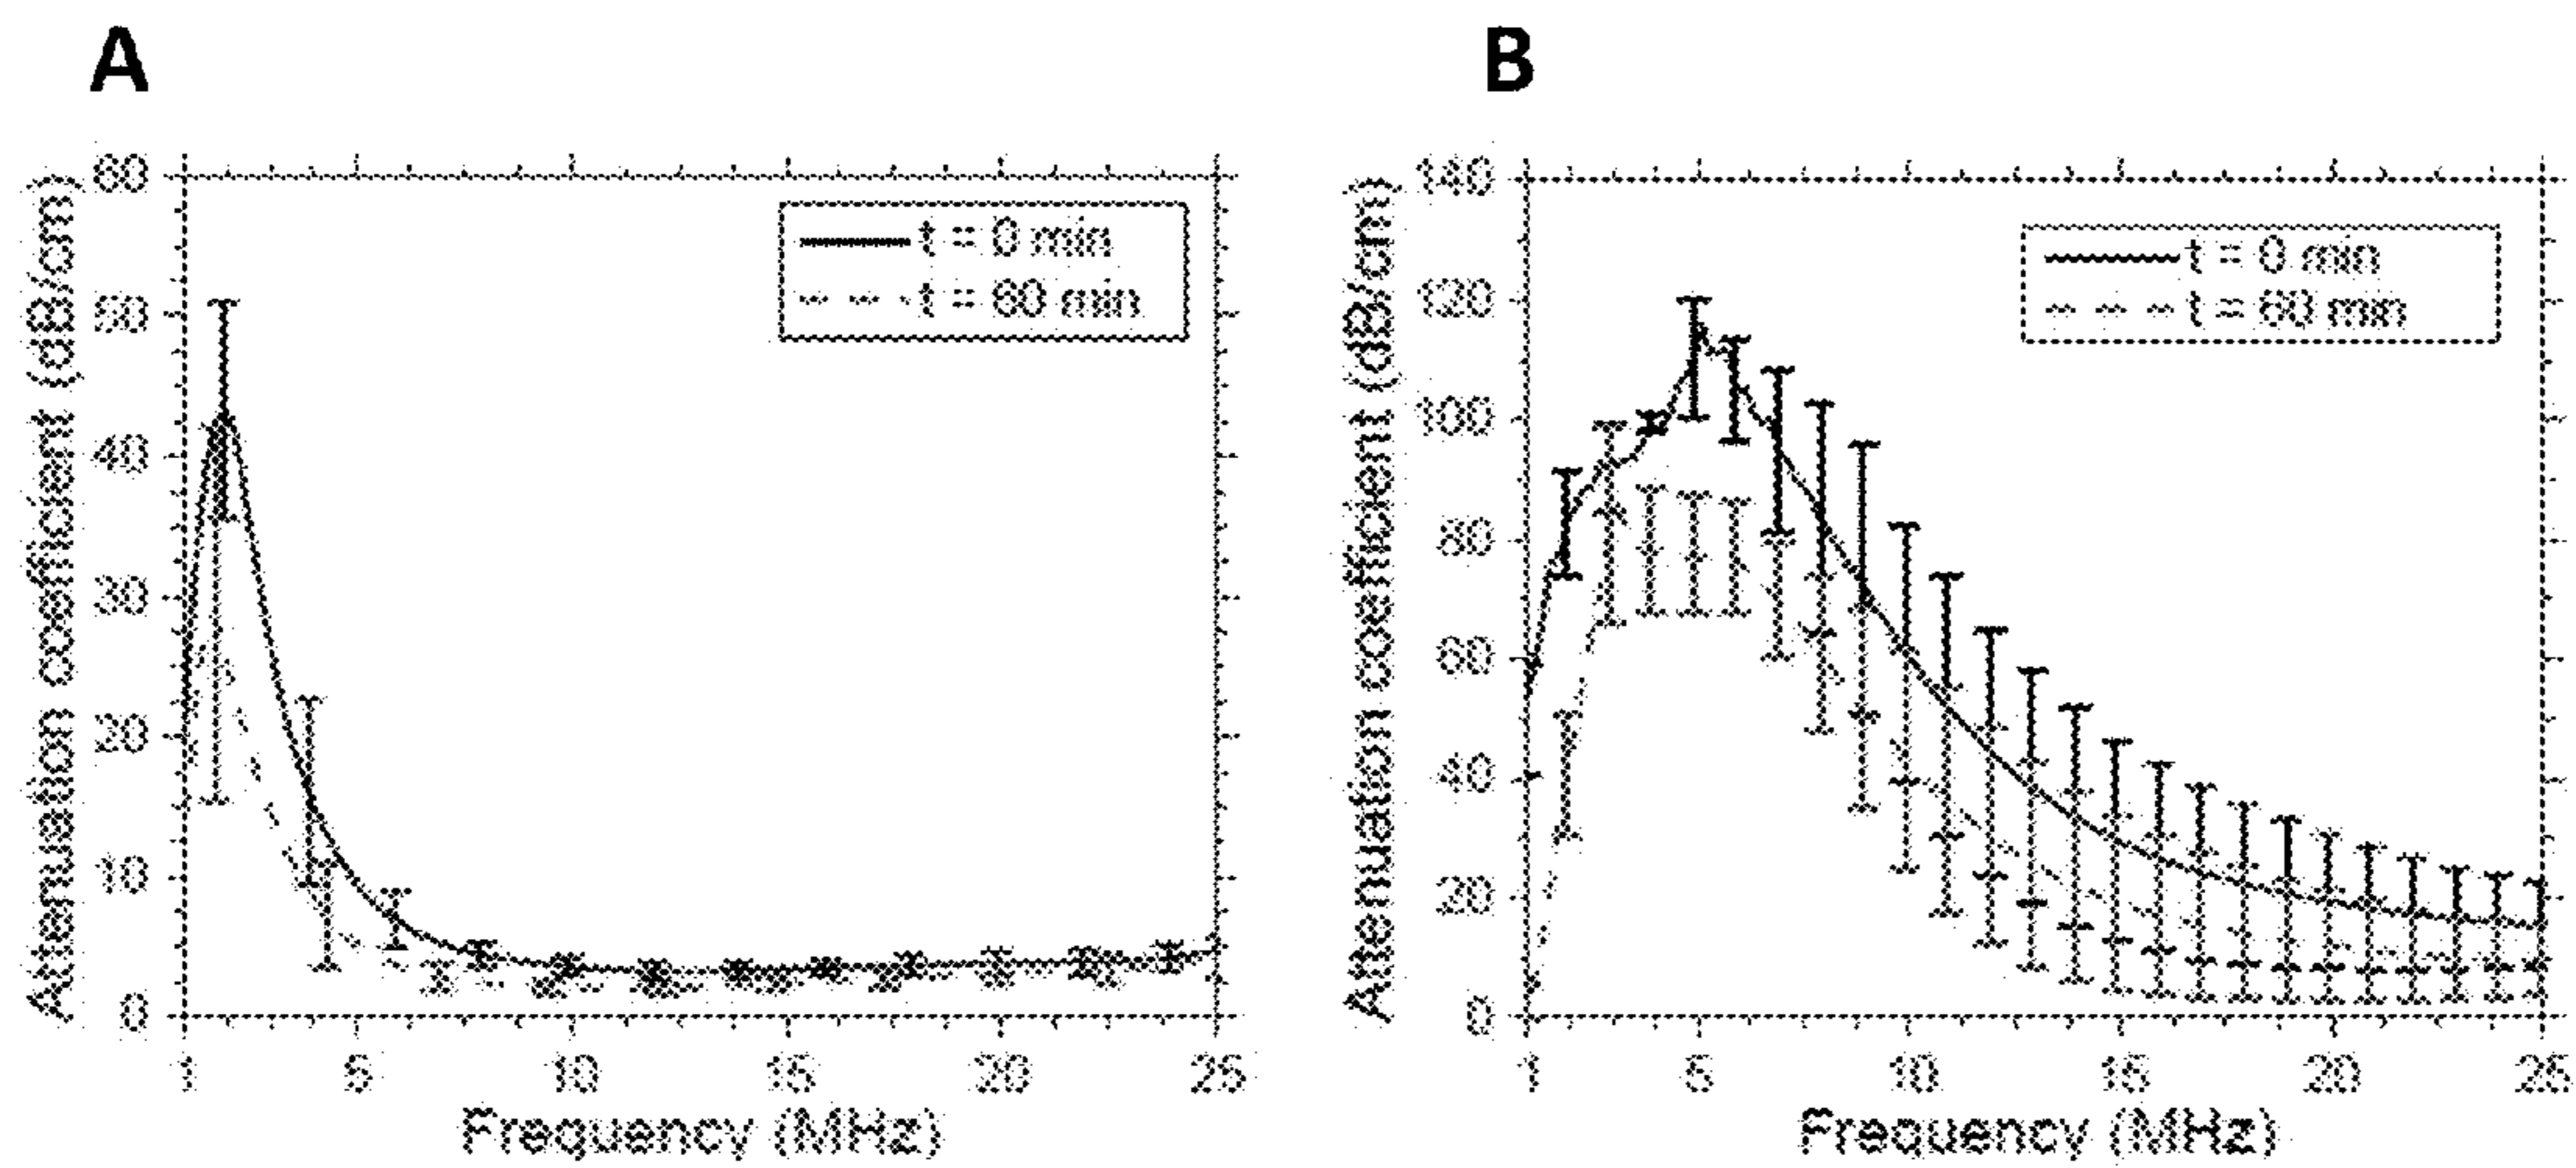 A
B
Attenuation coefficient (dB/cm)
60
50
40
30
20
10
0
t = 0 min
t = 60 min
1 5 10 15 20 25
Frequency (MHz)
Attenuation coefficient (dB/cm)
140
120
100
80
60
40
20
0
t = 0 min
t = 60 min
1 5 10 15 20 25
Frequency (MHz)